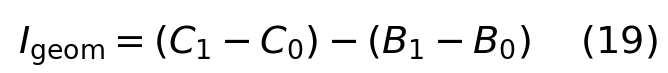 I_geom = (C_1 − C_0) − (B_1 − B_0) (19)